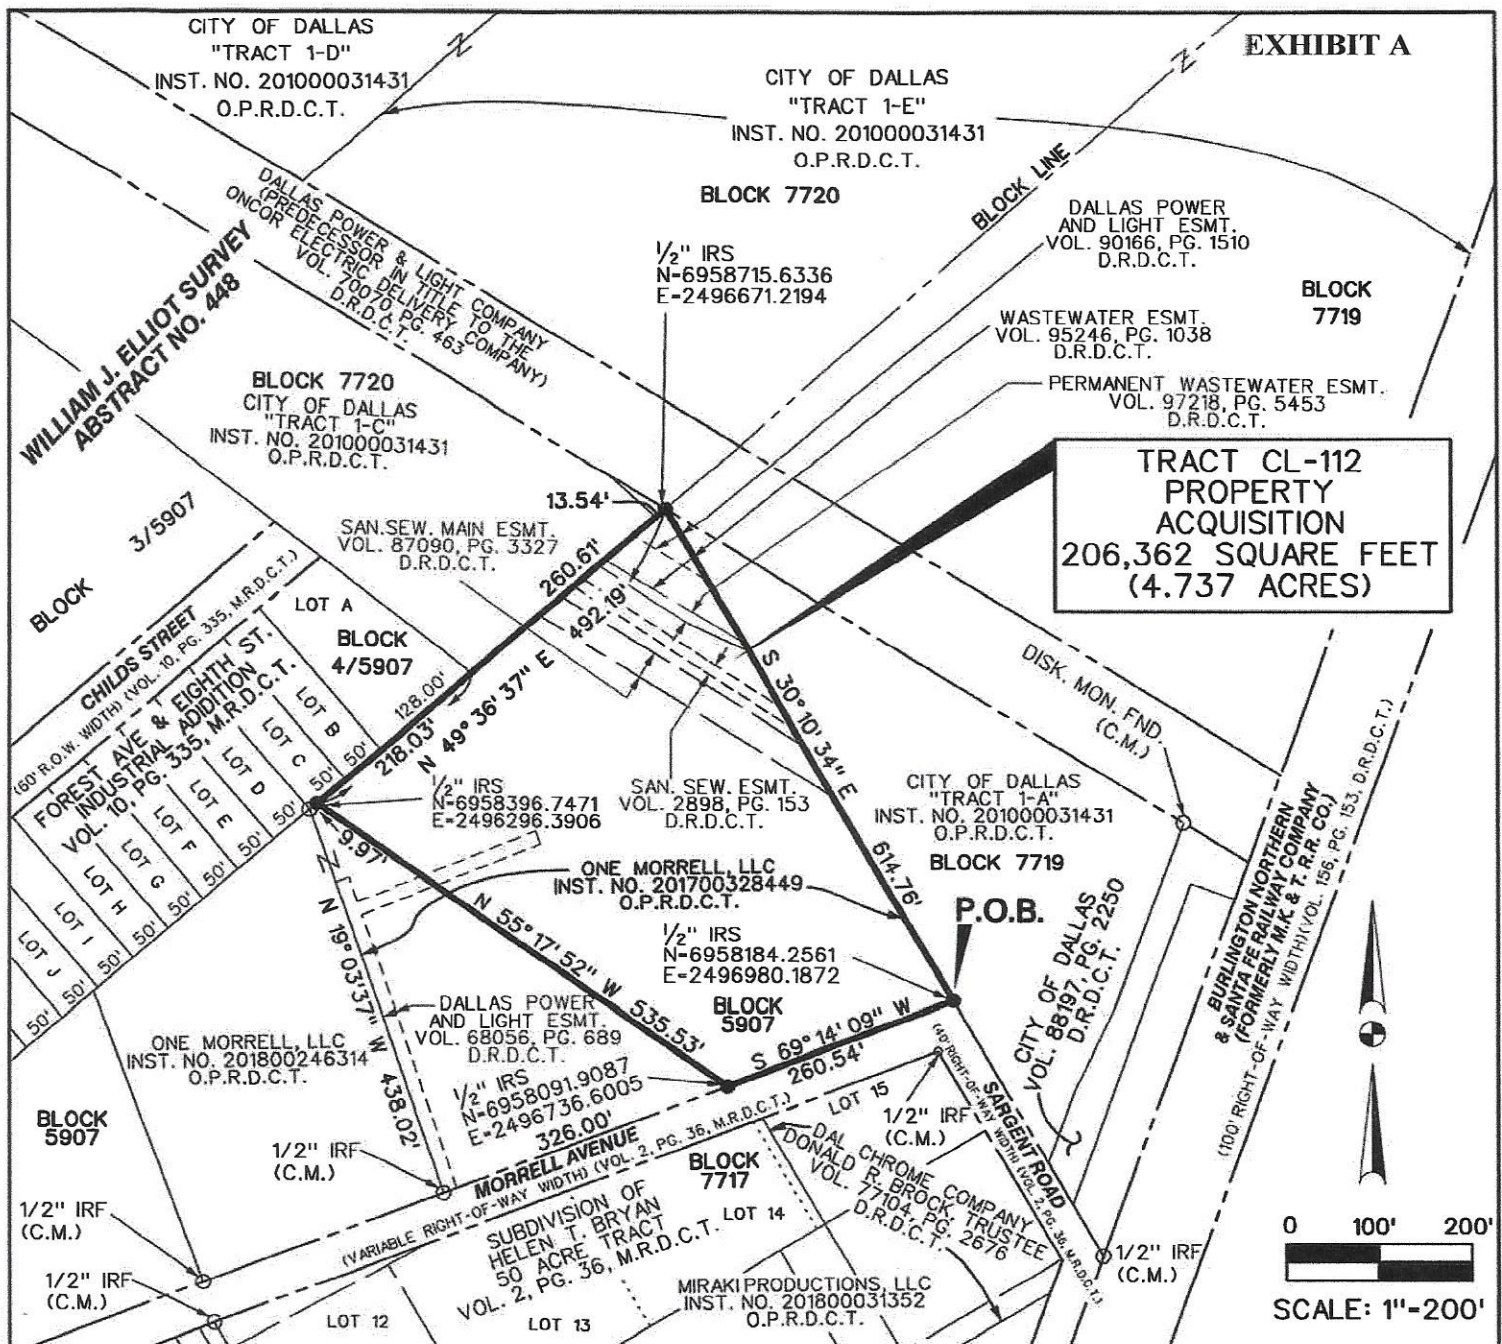 EXHIBIT A
CITY OF DALLAS
"TRACT 1-D"
INST. NO. 201000031431
O.P.R.D.C.T.
CITY OF DALLAS
"TRACT 1-E"
INST. NO. 201000031431
O.P.R.D.C.T.
BLOCK 7720
BLOCK LINE
DALLAS POWER & LIGHT COMPANY
(PREDECESSOR IN TITLE TO THE
ONCOR ELECTRIC DELIVERY COMPANY)
VOL. 70070, PG. 463
D.R.D.C.T.
WILLIAM J. ELLIOT SURVEY
ABSTRACT NO. 448
1/2" IRS
N=6958715.6336
E=2496671.2194
DALLAS POWER
AND LIGHT ESMT.
VOL. 90166, PG. 1510
D.R.D.C.T.
BLOCK
7719
WASTEWATER ESMT.
VOL. 95246, PG. 1038
D.R.D.C.T.
PERMANENT WASTEWATER ESMT.
VOL. 97218, PG. 5453
D.R.D.C.T.
BLOCK 7720
CITY OF DALLAS
"TRACT 1-C"
INST. NO. 201000031431
O.P.R.D.C.T.
TRACT CL-112
PROPERTY
ACQUISITION
206,362 SQUARE FEET
(4.737 ACRES)
13.54'
SAN.SEW. MAIN ESMT.
VOL. 87090, PG. 3327
D.R.D.C.T.
260.61'
492.19'
BLOCK 3/5907
CHILDS STREET
(60' R.O.W. WIDTH) (VOL. 10, PG. 335, M.R.D.C.T.)
LOT A
BLOCK
4/5907
FOREST AVE & EIGHTH ST.
INDUSTRIAL ADIDITION
VOL. 10, PG. 335, M.R.D.C.T.
LOT B
LOT C
LOT D
LOT E
LOT F
LOT G
LOT H
LOT I
LOT J
50'
50'
50'
50'
50'
50'
50'
50'
50'
50'
128.00'
218.03'
N 49° 36' 37" E
S 30° 10' 34" E
614.76'
DISK. MON. FND.
(C.M.)
1/2" IRS
N=6958396.7471
E=2496296.3906
SAN. SEW. ESMT.
VOL. 2898, PG. 153
D.R.D.C.T.
CITY OF DALLAS
"TRACT 1-A"
INST. NO. 201000031431
O.P.R.D.C.T.
BLOCK 7719
BURLINGTON NORTHERN
& SANTA FE RAILWAY COMPANY
(FORMERLY M.K. & T. R.R. CO.)
(100' RIGHT-OF-WAY WIDTH)(VOL. 156, PG. 153, D.R.D.C.T.)
9.97'
ONE MORRELL, LLC
INST. NO. 201700328449
O.P.R.D.C.T.
P.O.B.
N 55° 17' 52" W 535.53'
1/2" IRS
N=6958184.2561
E=2496980.1872
BLOCK
5907
CITY OF DALLAS
VOL. 88197, PG. 2250
D.R.D.C.T.
N 19° 03'37" W 438.02'
DALLAS POWER
AND LIGHT ESMT.
VOL. 68056, PG. 689
D.R.D.C.T.
ONE MORRELL, LLC
INST. NO. 201800246314
O.P.R.D.C.T.
S 69° 14' 09" W
260.54'
1/2" IRS
N=6958091.9087
E=2496736.6005
326.00'
BLOCK
5907
1/2" IRF
(C.M.)
MORRELL AVENUE
(VARIABLE RIGHT-OF-WAY WIDTH) (VOL. 2, PG. 36, M.R.D.C.T.)
LOT 15
1/2" IRF
(C.M.)
SARGENT ROAD
(40' RIGHT-OF-WAY WIDTH) (VOL. 2, PG. 36, M.R.D.C.T.)
BLOCK
7717
DAL CHROME COMPANY
DONALD R. BROCK, TRUSTEE
VOL. 77104, PG. 2676
D.R.D.C.T.
SUBDIVISION OF
HELEN T. BRYAN
50 ACRE TRACT
VOL. 2, PG. 36, M.R.D.C.T.
LOT 14
1/2" IRF
(C.M.)
1/2" IRF
(C.M.)
1/2" IRF
(C.M.)
MIRAKI PRODUCTIONS, LLC
INST. NO. 201800031352
O.P.R.D.C.T.
LOT 12
LOT 13
0 100' 200'
SCALE: 1"=200'